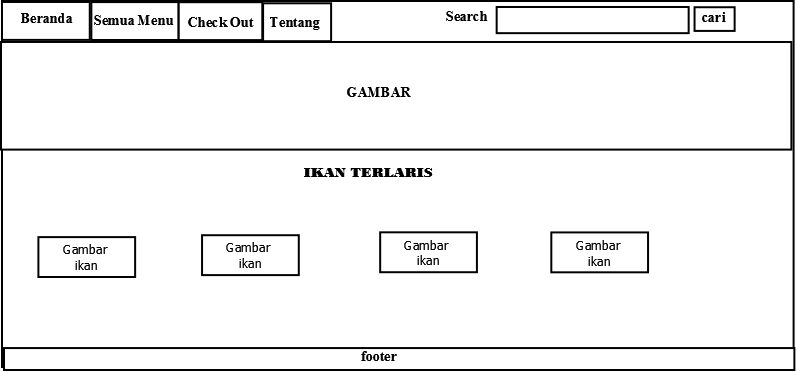 Beranda Semua Menu Check Out Tentang Search cari
GAMBAR
IKAN TERLARIS
Gambar ikan
Gambar ikan
Gambar ikan
Gambar ikan
footer